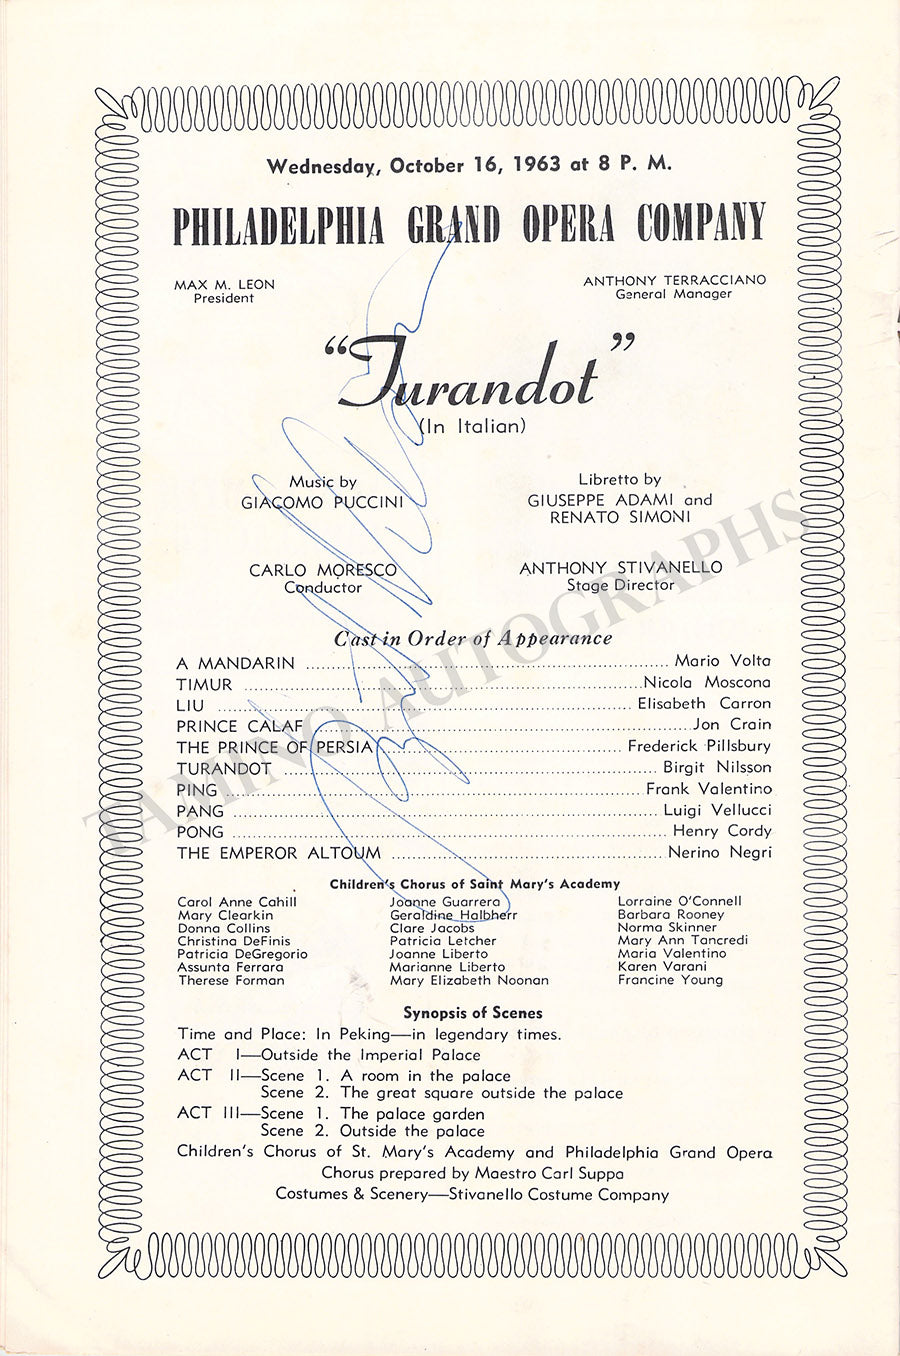 Wednesday, October 16, 1963 at 8 P. M.
PHILADELPHIA GRAND OPERA COMPANY
MAX M. LEON
President
ANTHONY TERRACCIANO
General Manager
"Turandot"
(In Italian)
Music by
GIACOMO PUCCINI
Libretto by
GIUSEPPE ADAMI and
RENATO SIMONI
CARLO MORESCO
Conductor
ANTHONY STIVANELLO
Stage Director
Cast in Order of Appearance
A MANDARIN ........ Mario Volta
TIMUR ........ Nicola Moscona
LIU ........ Elisabeth Carron
PRINCE CALAF ........ Jon Crain
THE PRINCE OF PERSIA ........ Frederick Pillsbury
TURANDOT ........ Birgit Nilsson
PING ........ Frank Valentino
PANG ........ Luigi Vellucci
PONG ........ Henry Cordy
THE EMPEROR ALTOUM ........ Nerino Negri
Children's Chorus of Saint Mary's Academy
Carol Anne Cahill
Mary Clearkin
Donna Collins
Christina DeFinis
Patricia DeGregorio
Assunta Ferrara
Therese Forman
Joanne Guarrera
Geraldine Halbherr
Clare Jacobs
Patricia Letcher
Joanne Liberto
Marianne Liberto
Mary Elizabeth Noonan
Lorraine O'Connell
Barbara Rooney
Norma Skinner
Mary Ann Tancredi
Maria Valentino
Karen Varani
Francine Young
Synopsis of Scenes
Time and Place: In Peking—in legendary times.
ACT I—Outside the Imperial Palace
ACT II—Scene 1. A room in the palace
Scene 2. The great square outside the palace
ACT III—Scene 1. The palace garden
Scene 2. Outside the palace
Children's Chorus of St. Mary's Academy and Philadelphia Grand Opera
Chorus prepared by Maestro Carl Suppa
Costumes & Scenery—Stivanello Costume Company
TAMINO AUTOGRAPHS